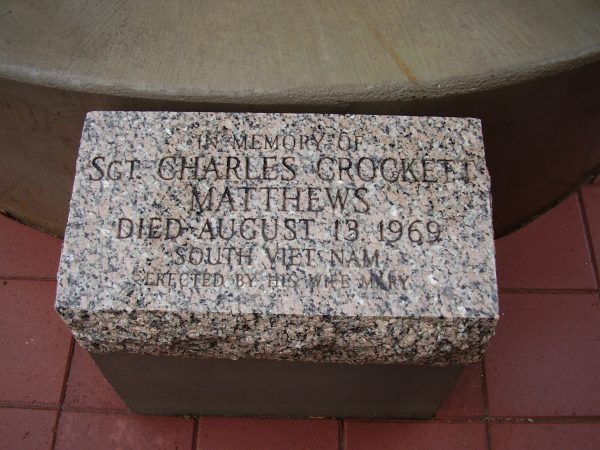 IN MEMORY OF
SGT CHARLES CROCKETT
MATTHEWS
DIED AUGUST 13 1969
SOUTH VIET NAM
ERECTED BY HIS WIFE MARY